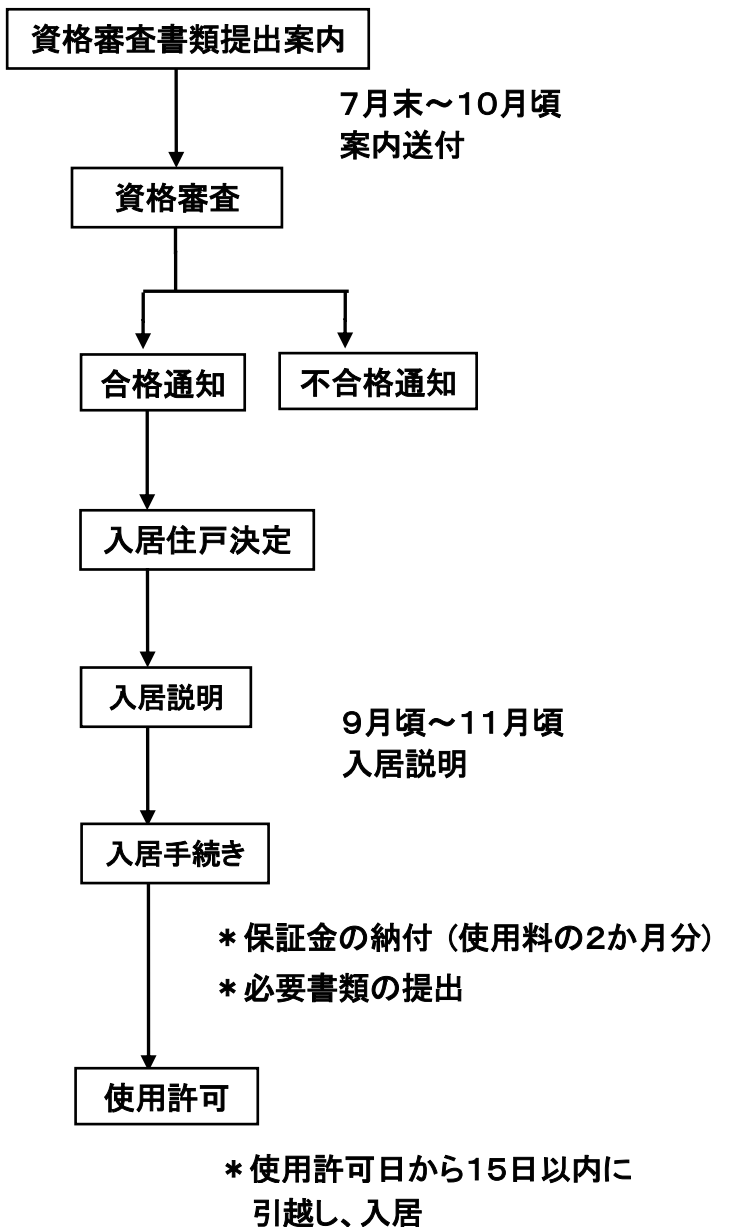 資格審査書類提出案内
7月末~10月頃
案内送付
資格審査
合格通知
不合格通知
入居住戸決定
入居説明
9月頃~11月頃
入居説明
入居手続き
*保証金の納付(使用料の2か月分)
*必要書類の提出
使用許可
*使用許可日から15日以内に
引越し、入居